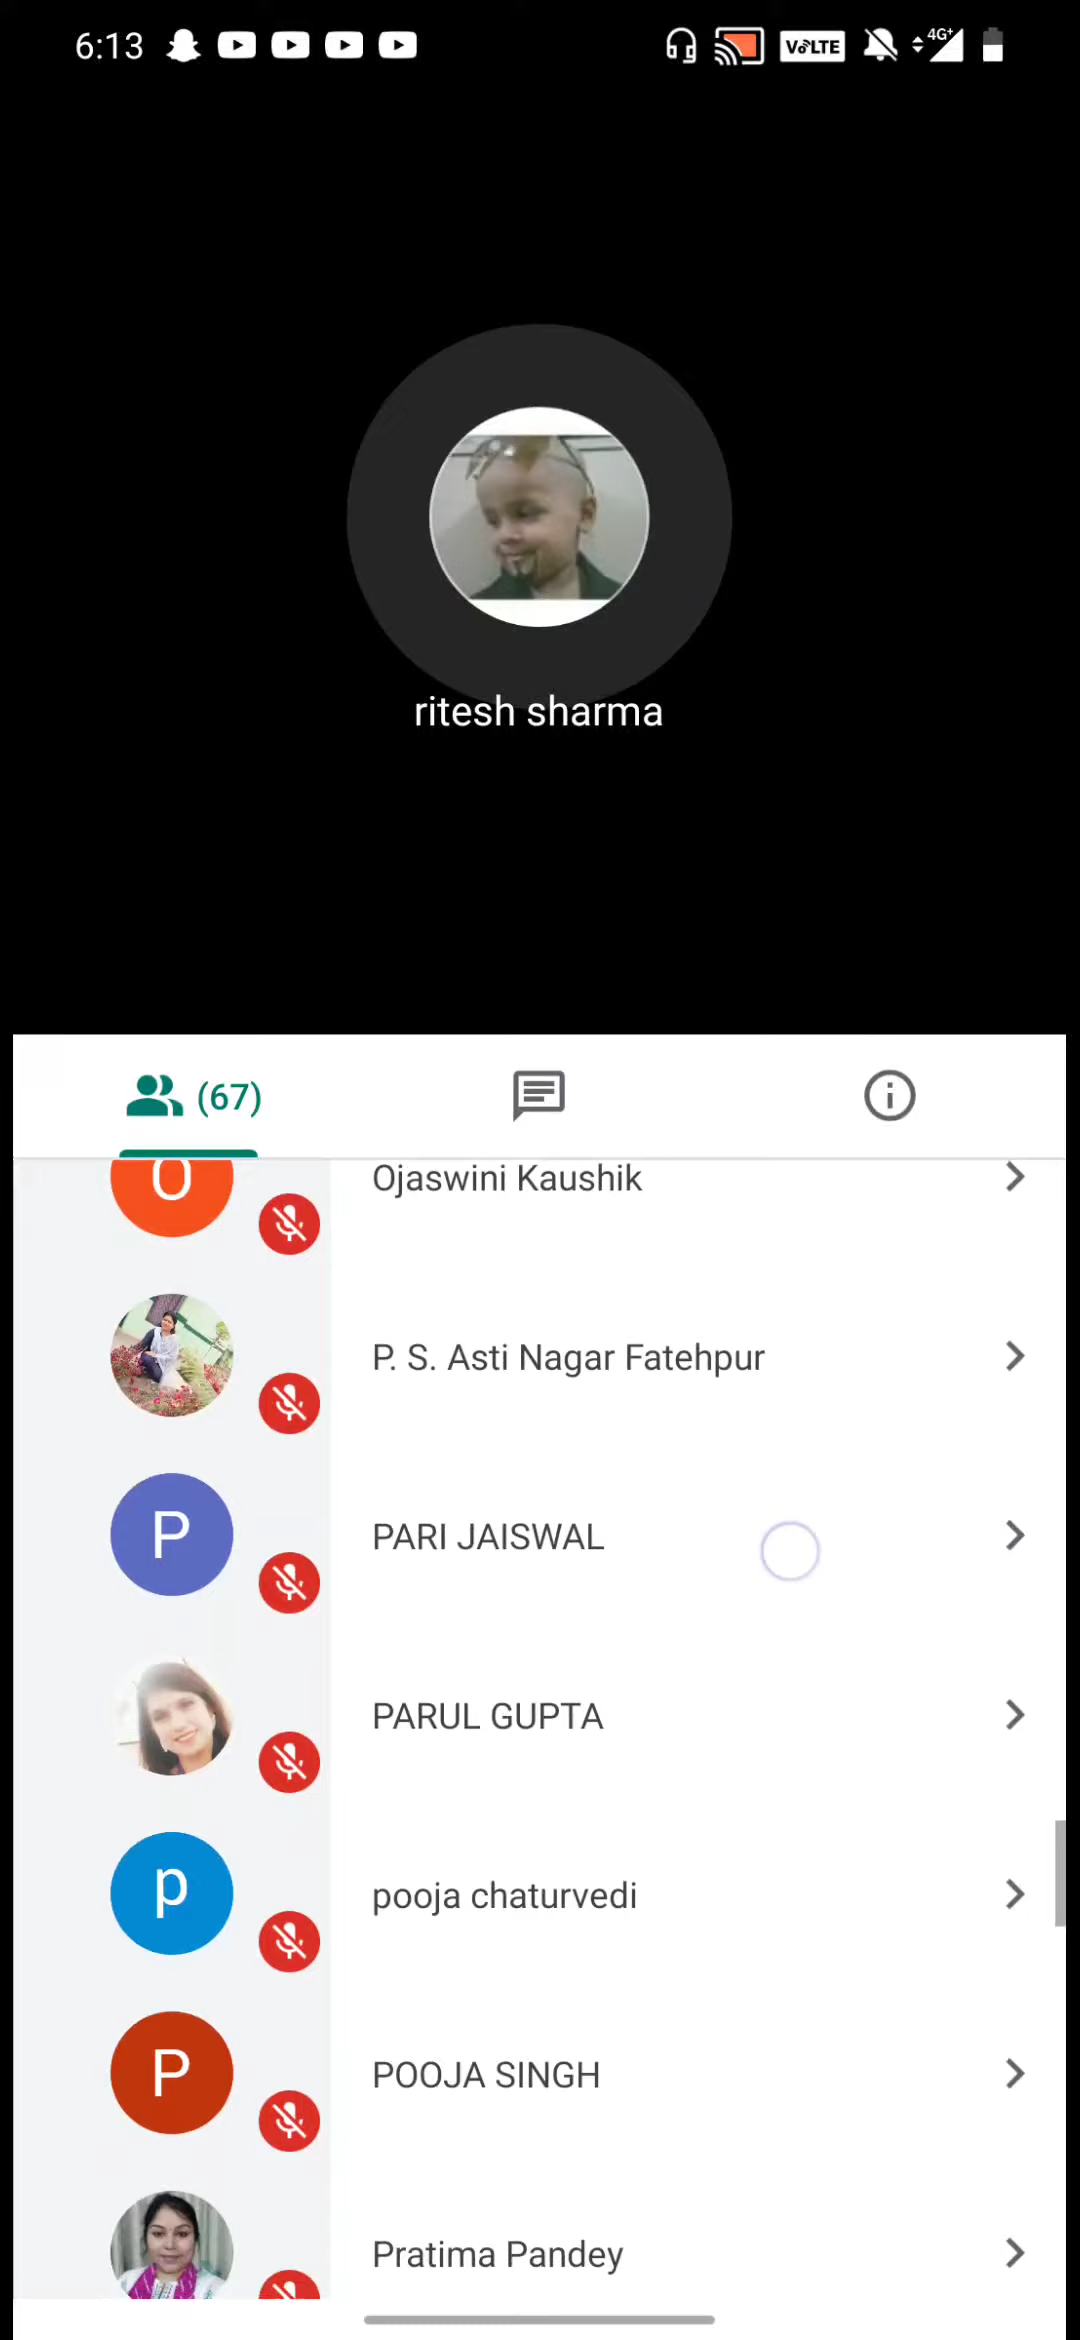 6:13
VoLTE
4G+
ritesh sharma
(67)
O
Ojaswini Kaushik
P. S. Asti Nagar Fatehpur
P
PARI JAISWAL
PARUL GUPTA
p
pooja chaturvedi
P
POOJA SINGH
Pratima Pandey